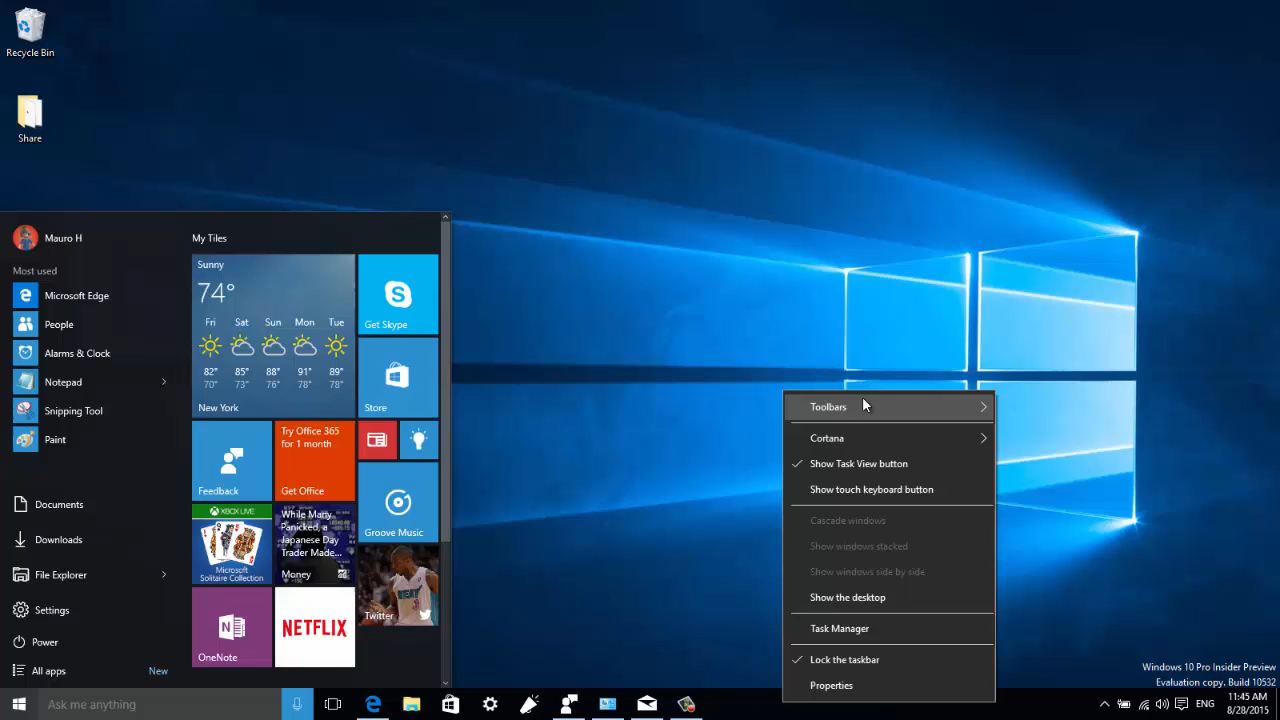 Recycle Bin
Share
Mauro H
Most used
Microsoft Edge
People
Alarms & Clock
Notepad
Snipping Tool
Paint
Documents
Downloads
File Explorer
Settings
Power
All apps New
My Tiles
Sunny
74°
Fri Sat Sun Mon Tue
82° 85° 88° 91° 89°
70° 73° 76° 78° 78°
New York
Get Skype
Store
Feedback
Try Office 365
for 1 month
Get Office
Groove Music
XBOX LIVE
Microsoft
Solitaire Collection
While Many
Panicked, a
Japanese Day
Trader Made...
Money
Twitter
OneNote
NETFLIX
Toolbars
Cortana
Show Task View button
Show touch keyboard button
Cascade windows
Show windows stacked
Show windows side by side
Show the desktop
Task Manager
Lock the taskbar
Properties
Windows 10 Pro Insider Preview
Evaluation copy. Build 10532
Ask me anything
ENG
11:45 AM
8/28/2015